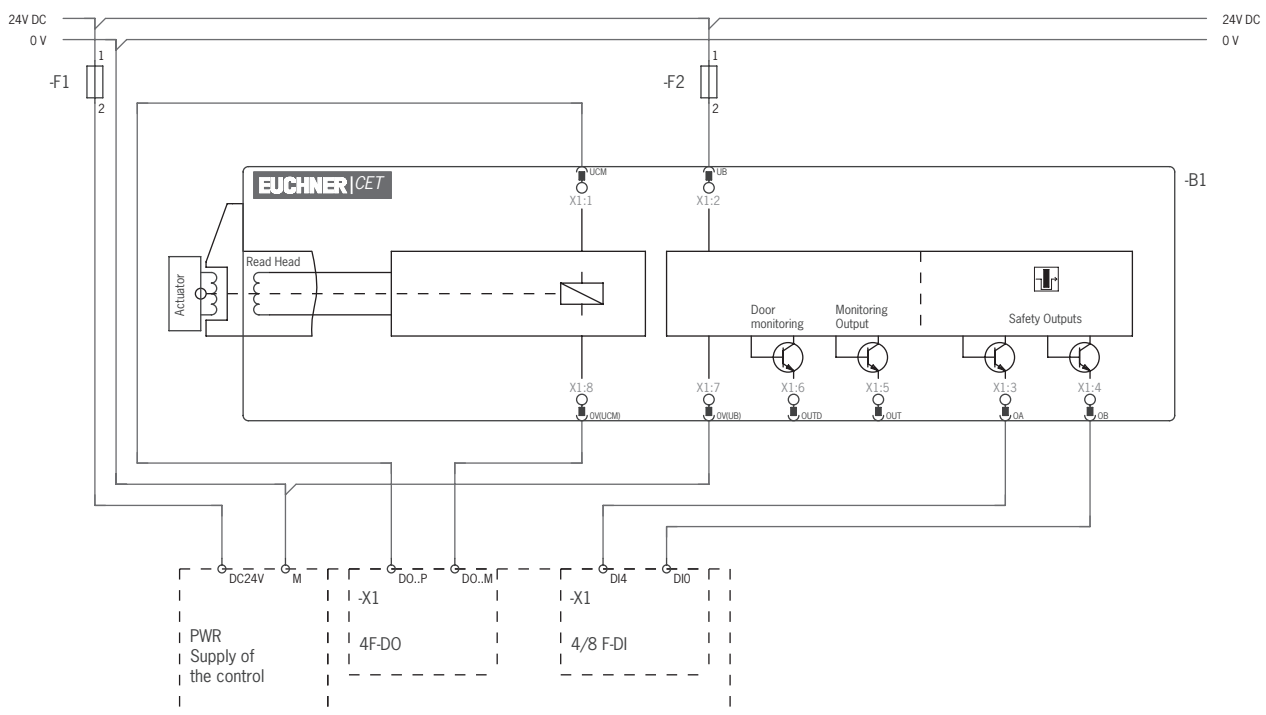 24V DC
24V DC
0 V
0 V
1
1
-F1
-F2
2
2
UCM
UB
EUCHNER|CET
-B1
X1:1
X1:2
Read Head
Actuator
Door
monitoring
Monitoring
Output
Safety Outputs
X1:8
X1:7
X1:6
X1:5
X1:3
X1:4
0V(UCM)
0V(UB)
OUTD
OUT
OA
OB
DC24V
M
DO..P
DO..M
DI4
DI0
-X1
-X1
PWR
Supply of
the control
4F-DO
4/8 F-DI